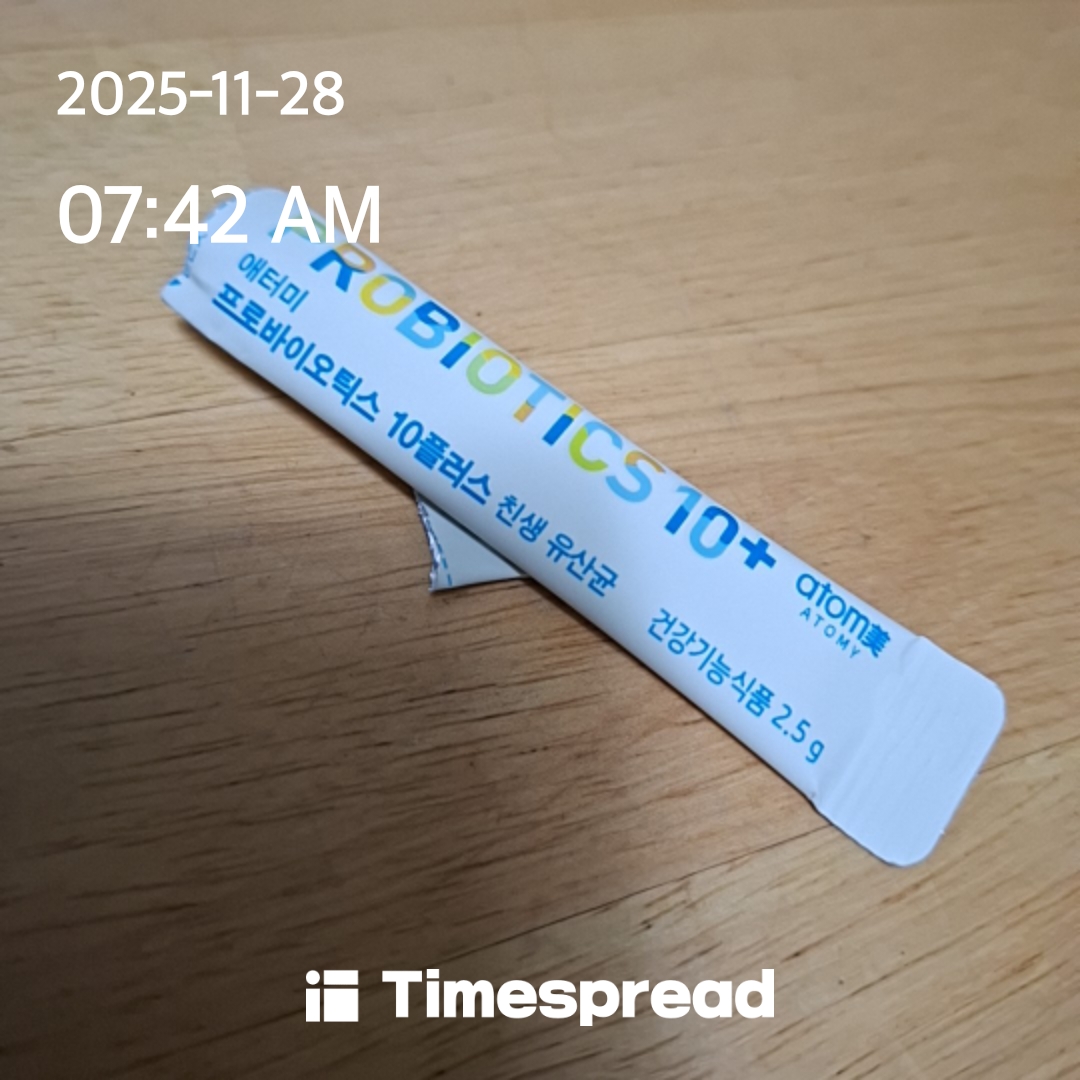 2025-11-28
07:42 AM
PROBIOTICS 10+
애터미
프로바이오틱스 10플러스 친생 유산균
atom美
ATOMY
건강기능식품 2.5 g
Timespread